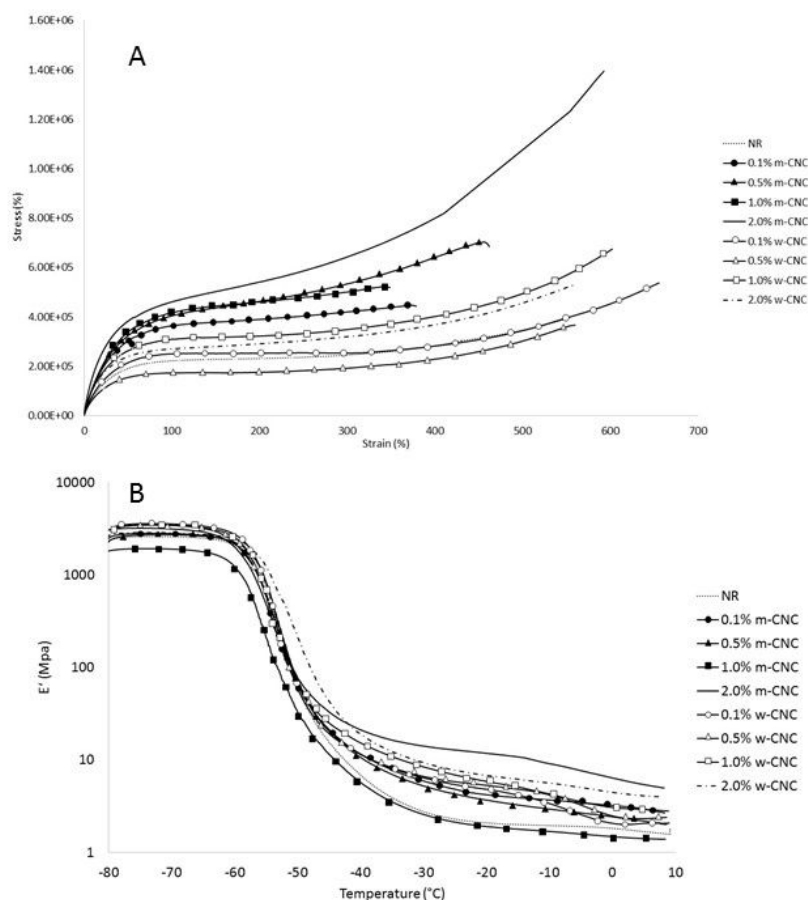 A
1.60E+06
1.40E+06
1.20E+06
1.00E+06
8.00E+05
6.00E+05
4.00E+05
2.00E+05
0.00E+00
Stress(%)
0 100 200 300 400 500 600 700
Strain (%)
NR
0.1% m-CNC
0.5% m-CNC
1.0% m-CNC
2.0% m-CNC
0.1% w-CNC
0.5% w-CNC
1.0% w-CNC
2.0% w-CNC
B
10000
1000
100
10
1
E' (Mpa)
-80 -70 -60 -50 -40 -30 -20 -10 0 10
Temperature (°C)
NR
0.1% m-CNC
0.5% m-CNC
1.0% m-CNC
2.0% m-CNC
0.1% w-CNC
0.5% w-CNC
1.0% w-CNC
2.0% w-CNC